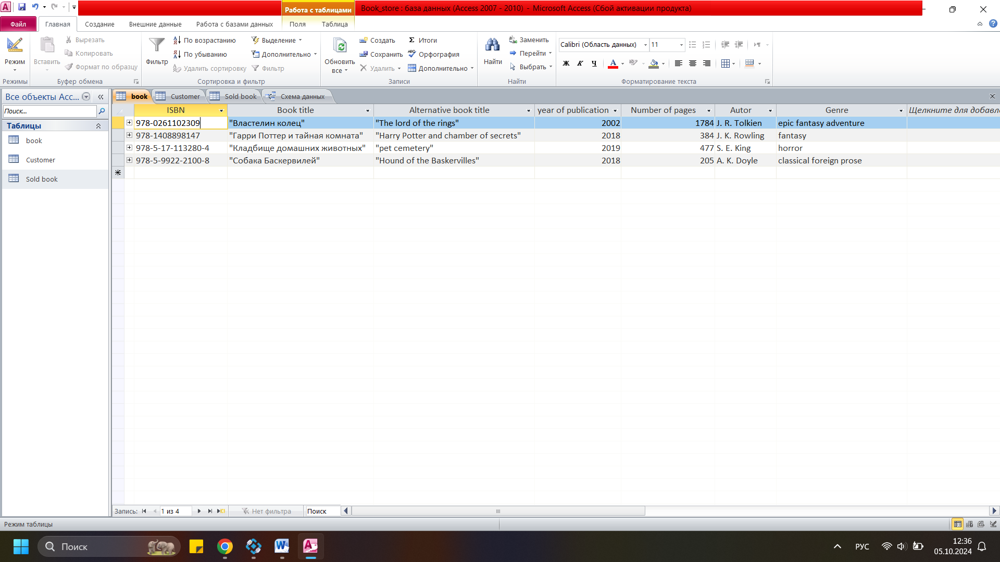 Работа с таблицами
Book_store : база данных (Access 2007 - 2010) - Microsoft Access (Сбой активации продукта)
Файл Главная Создание Внешние данные Работа с базами данных Поля Таблица
Режим
Режимы
Вставить
Вырезать
Копировать
Формат по образцу
Буфер обмена
Фильтр
По возрастанию
По убыванию
Удалить сортировку
Выделение
Дополнительно
Фильтр
Сортировка и фильтр
Обновить
все
Создать
Сохранить
Удалить
Итоги
Орфография
Дополнительно
Записи
Найти
Заменить
Перейти
Выбрать
Найти
Calibri (Область данных) 11
Ж К Ч
Форматирование текста
Все объекты Acc...
Поиск...
Таблицы
book
Customer
Sold book
book Customer Sold book Схема данных
ISBN Book title Alternative book title year of publication Number of pages Autor Genre Щелкните для добавле
978-0261102309 "Властелин колец" "The lord of the rings" 2002 1784 J. R. Tolkien epic fantasy adventure
978-1408898147 "Гарри Поттер и тайная комната" "Harry Potter and chamber of secrets" 2018 384 J. K. Rowling fantasy
978-5-17-113280-4 "Кладбище домашних животных" "pet cemetery" 2019 477 S. E. King horror
978-5-9922-2100-8 "Собака Баскервилей" "Hound of the Baskervilles" 2018 205 A. K. Doyle classical foreign prose
Запись: 1 из 4 Нет фильтра Поиск
Режим таблицы
Поиск
РУС
12:36
05.10.2024